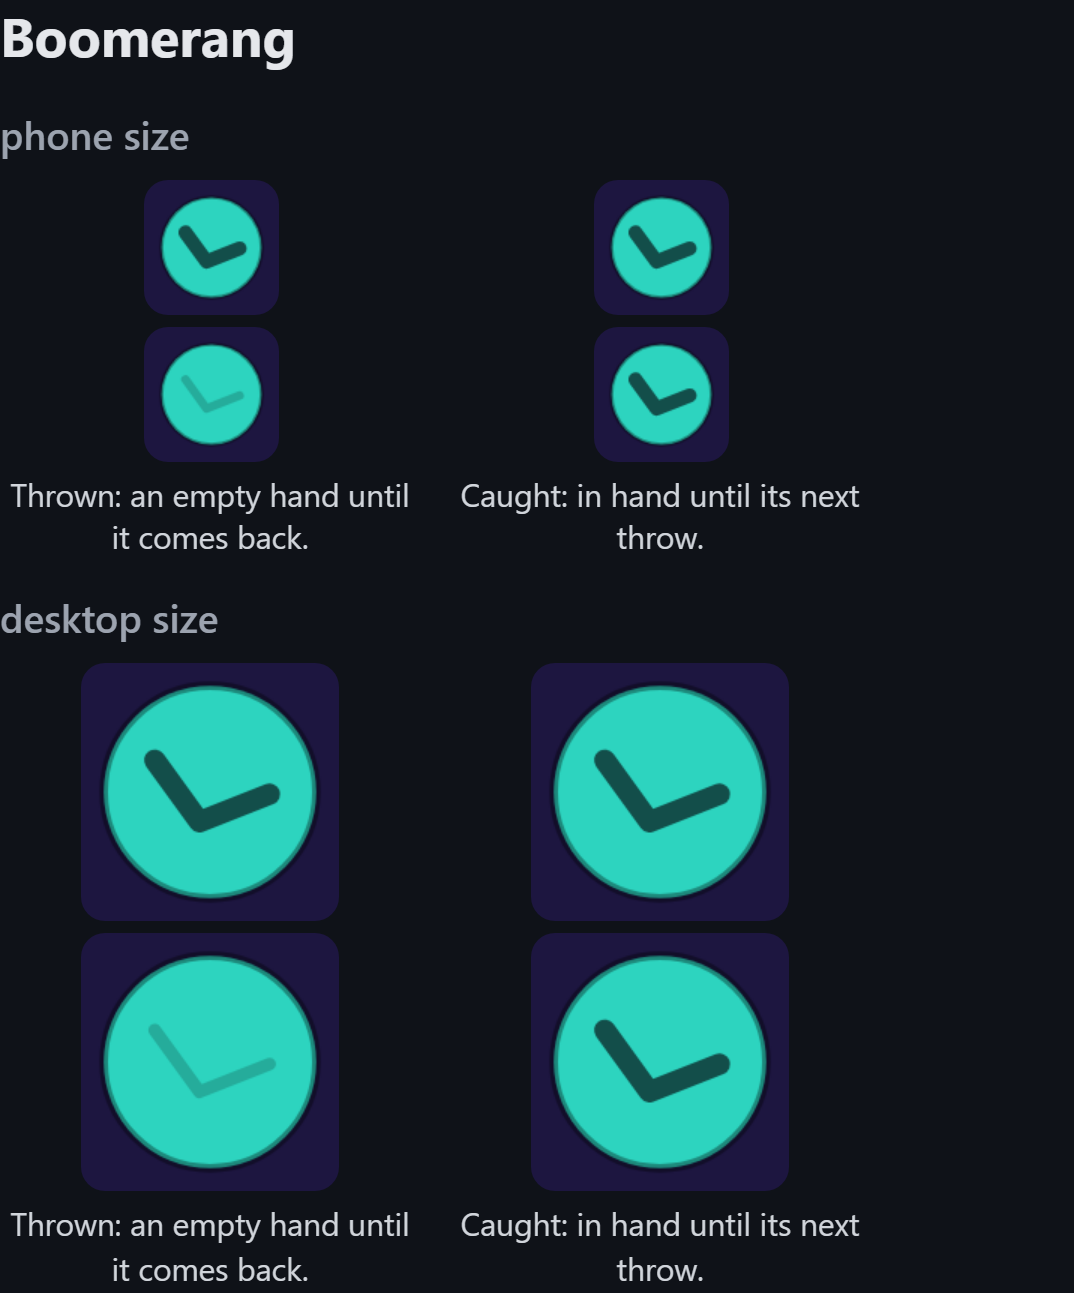 Boomerang
phone size
Thrown: an empty hand until
it comes back.
Caught: in hand until its next
throw.
desktop size
Thrown: an empty hand until
it comes back.
Caught: in hand until its next
throw.